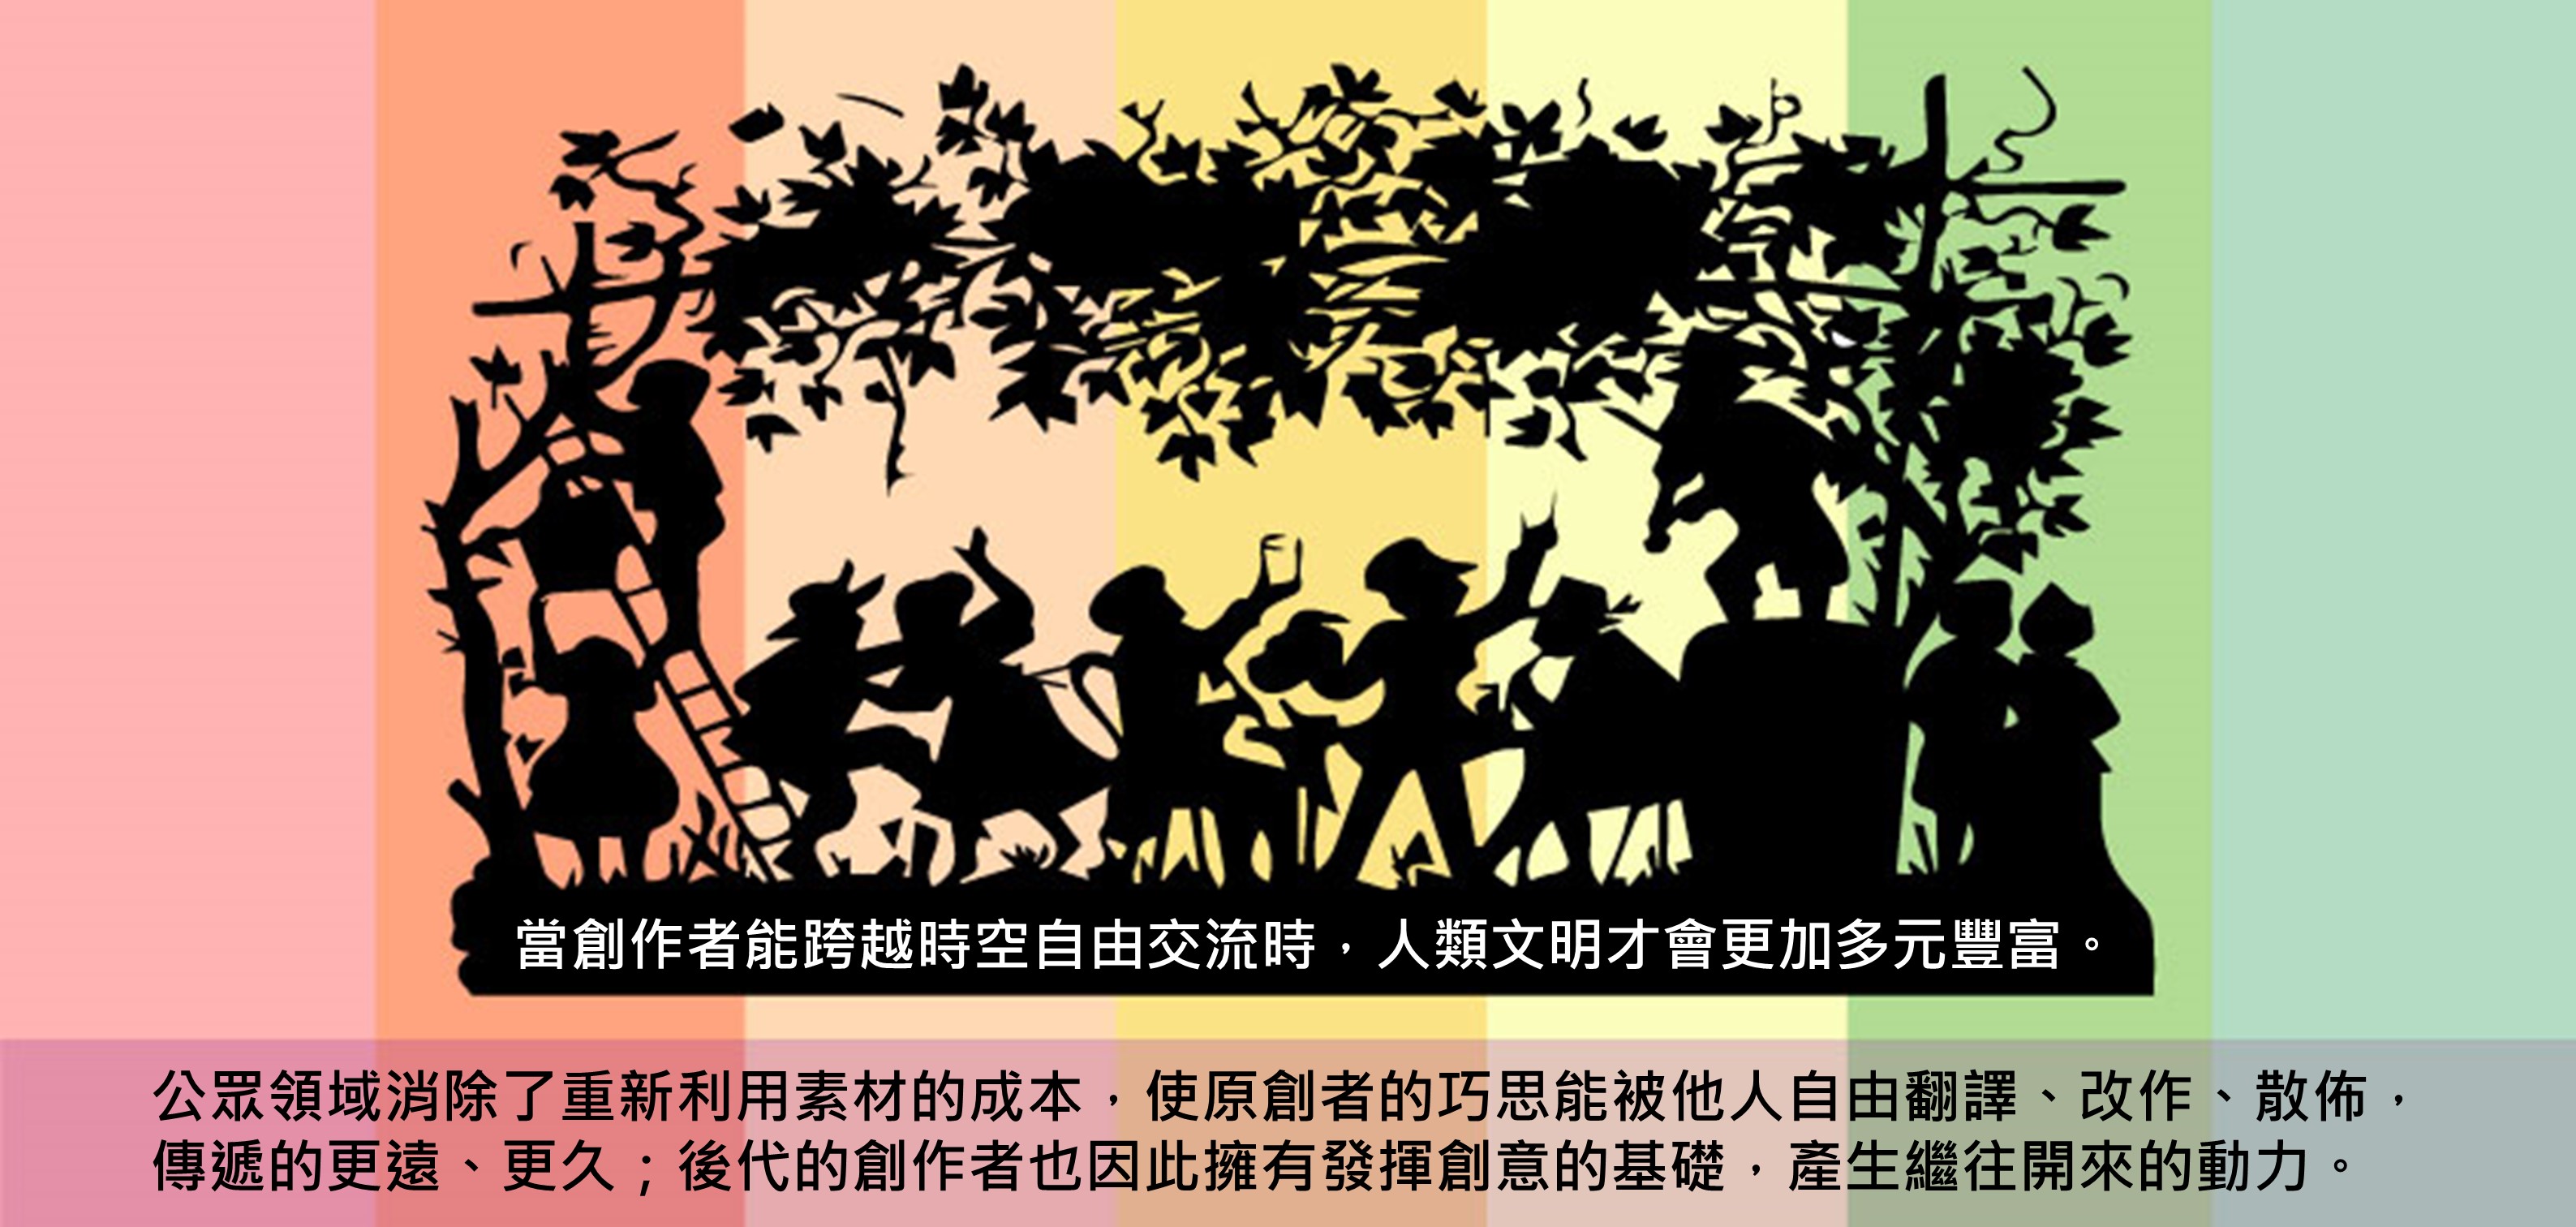 當創作者能跨越時空自由交流時，人類文明才會更加多元豐富。
公眾領域消除了重新利用素材的成本，使原創者的巧思能被他人自由翻譯、改作、散佈，
傳遞的更遠、更久；後代的創作者也因此擁有發揮創意的基礎，產生繼往開來的動力。